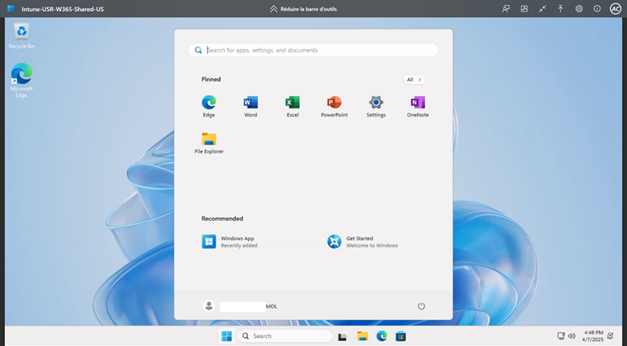 Intune-USR-W365-Shared-US
Réduire la barre d'outils
AC
Recycle Bin
Microsoft
Edge
Search for apps, settings, and documents
Pinned
All
Edge
Word
Excel
PowerPoint
Settings
OneNote
File Explorer
Recommended
Windows App
Recently added
Get Started
Welcome to Windows
MOL
Search
4:48 PM
4/7/2025